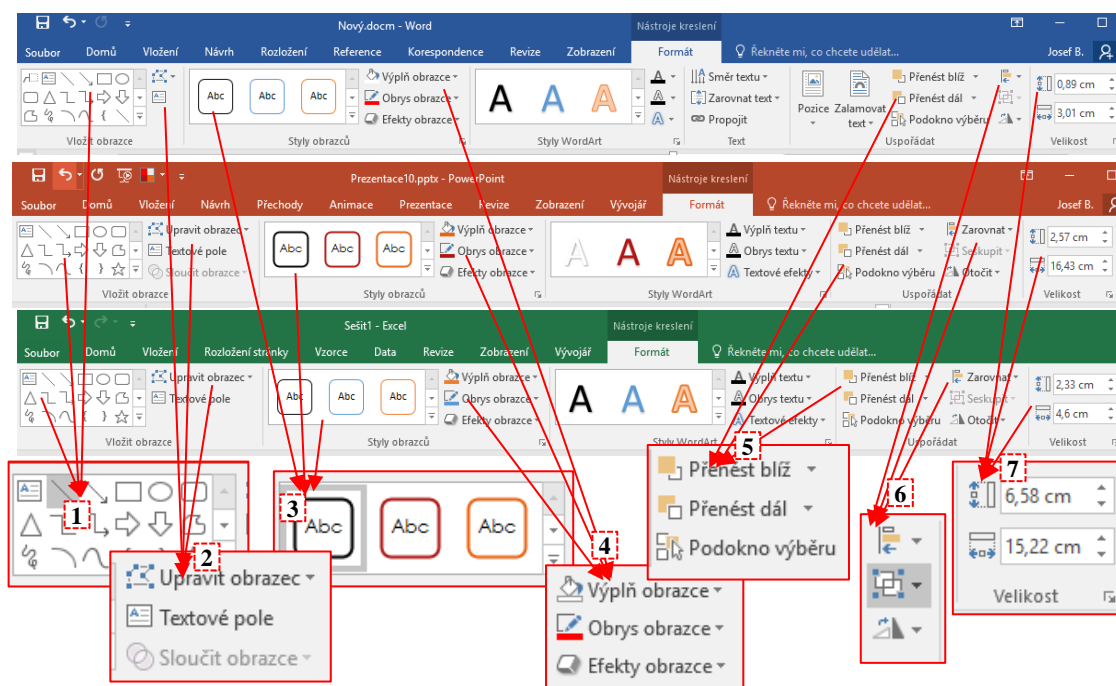 Nový.docm - Word
Nástroje kreslení
Soubor Domů Vložení Návrh Rozložení Reference Korespondence Revize Zobrazení Formát Řekněte mi, co chcete udělat... Josef B.
Abc Abc Abc
Výplň obrazce
Obrys obrazce
Efekty obrazce
A A A
A
A
A
Směr textu
Zarovnat text
Propojit
Pozice Zalamovat text
Přenést blíž
Přenést dál
Podokno výběru
0,89 cm
3,01 cm
Vložit obrazce Styly obrazců Styly WordArt Text Uspořádat Velikost
Prezentace10.pptx - PowerPoint
Nástroje kreslení
Soubor Domů Vložení Návrh Přechody Animace Prezentace Revize Zobrazení Vývojář Formát Řekněte mi, co chcete udělat... Josef B.
Upravit obrazec
Textové pole
Sloučit obrazce
Abc Abc Abc
Výplň obrazce
Obrys obrazce
Efekty obrazce
A A A
Výplň textu
Obrys textu
Textové efekty
Přenést blíž
Přenést dál
Podokno výběru
Zarovnat
Seskupit
Otočit
2,57 cm
16,43 cm
Vložit obrazce Styly obrazců Styly WordArt Uspořádat Velikost
Sešit1 - Excel
Nástroje kreslení
Soubor Domů Vložení Rozložení stránky Vzorce Data Revize Zobrazení Vývojář Formát Řekněte mi, co chcete udělat...
Upravit obrazec
Textové pole
Abc Abc Abc
Výplň obrazce
Obrys obrazce
Efekty obrazce
A A A
Výplň textu
Obrys textu
Textové efekty
Přenést blíž
Přenést dál
Podokno výběru
Zarovnat
Seskupit
Otočit
2,33 cm
4,6 cm
Vložit obrazce Styly obrazců Styly WordArt Uspořádat Velikost
1
2
Upravit obrazec
Textové pole
Sloučit obrazce
3
Abc Abc Abc
4
Výplň obrazce
Obrys obrazce
Efekty obrazce
5
Přenést blíž
Přenést dál
Podokno výběru
6
7
6,58 cm
15,22 cm
Velikost